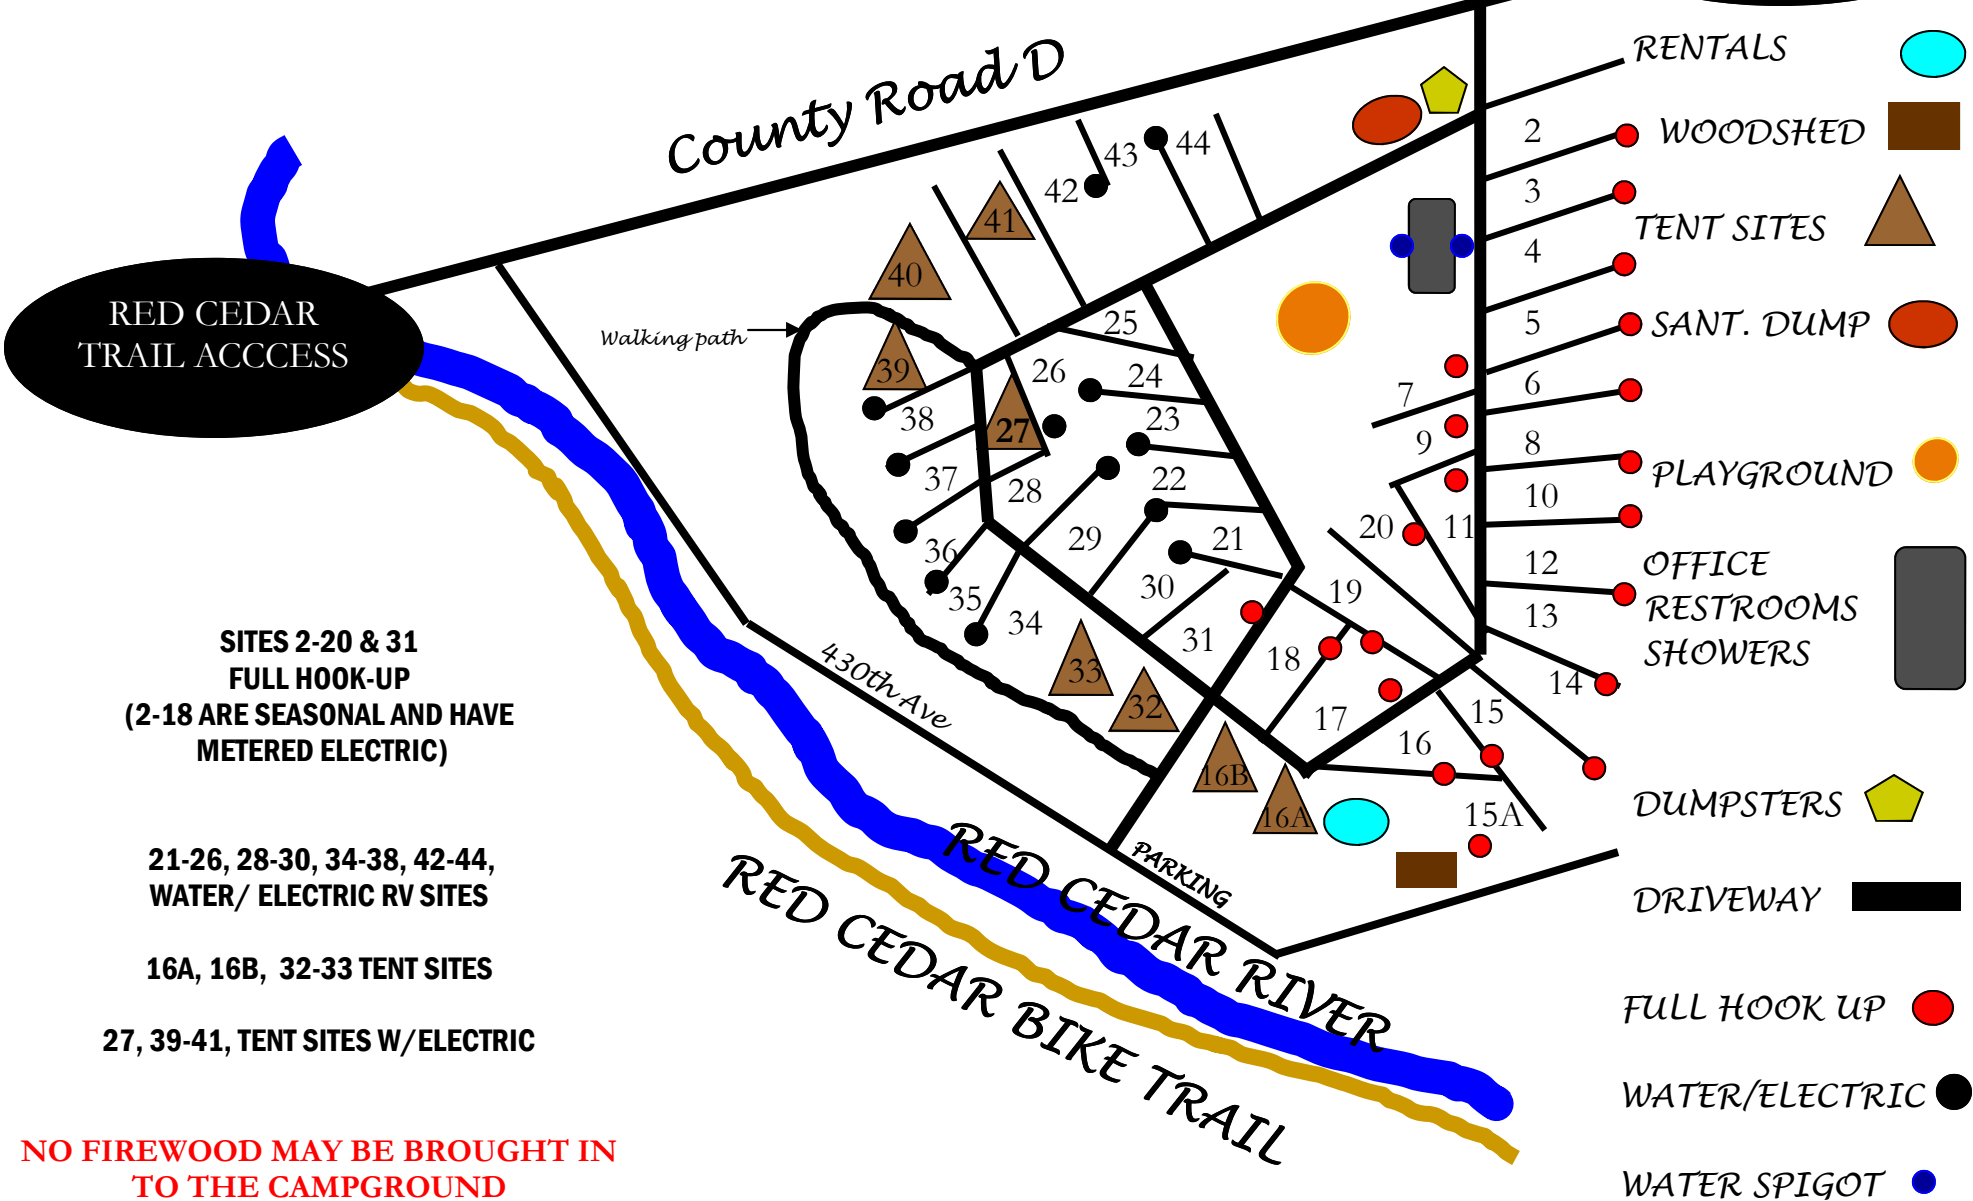 County Road D
RED CEDAR
TRAIL ACCCESS
Walking path
430th Ave
PARKING
RED CEDAR RIVER
RED CEDAR BIKE TRAIL
2
3
4
5
6
7
8
9
10
11
12
13
14
15
15A
16
16A
16B
17
18
19
20
21
22
23
24
25
26
27
28
29
30
31
32
33
34
35
36
37
38
39
40
41
42
43
44
SITES 2-20 & 31
FULL HOOK-UP
(2-18 ARE SEASONAL AND HAVE
METERED ELECTRIC)
21-26, 28-30, 34-38, 42-44,
WATER/ ELECTRIC RV SITES
16A, 16B, 32-33 TENT SITES
27, 39-41, TENT SITES W/ELECTRIC
NO FIREWOOD MAY BE BROUGHT IN
TO THE CAMPGROUND
RENTALS
WOODSHED
TENT SITES
SANT. DUMP
PLAYGROUND
OFFICE
RESTROOMS
SHOWERS
DUMPSTERS
DRIVEWAY
FULL HOOK UP
WATER/ELECTRIC
WATER SPIGOT